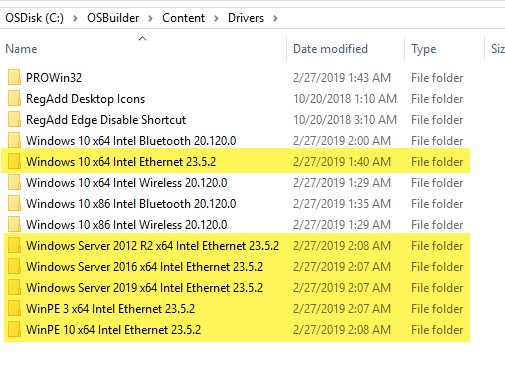 OSDisk (C:) > OSBuilder > Content > Drivers >
Name Date modified Type Siz
PROWin32 2/27/2019 1:43 AM File folder
RegAdd Desktop Icons 10/20/2018 1:10 AM File folder
RegAdd Edge Disable Shortcut 10/20/2018 3:10 AM File folder
Windows 10 x64 Intel Bluetooth 20.120.0 2/27/2019 2:00 AM File folder
Windows 10 x64 Intel Ethernet 23.5.2 2/27/2019 1:40 AM File folder
Windows 10 x64 Intel Wireless 20.120.0 2/27/2019 1:29 AM File folder
Windows 10 x86 Intel Bluetooth 20.120.0 2/27/2019 1:35 AM File folder
Windows 10 x86 Intel Wireless 20.120.0 2/27/2019 1:29 AM File folder
Windows Server 2012 R2 x64 Intel Ethernet 23.5.2 2/27/2019 2:08 AM File folder
Windows Server 2016 x64 Intel Ethernet 23.5.2 2/27/2019 2:07 AM File folder
Windows Server 2019 x64 Intel Ethernet 23.5.2 2/27/2019 2:07 AM File folder
WinPE 3 x64 Intel Ethernet 23.5.2 2/27/2019 2:07 AM File folder
WinPE 10 x64 Intel Ethernet 23.5.2 2/27/2019 2:08 AM File folder